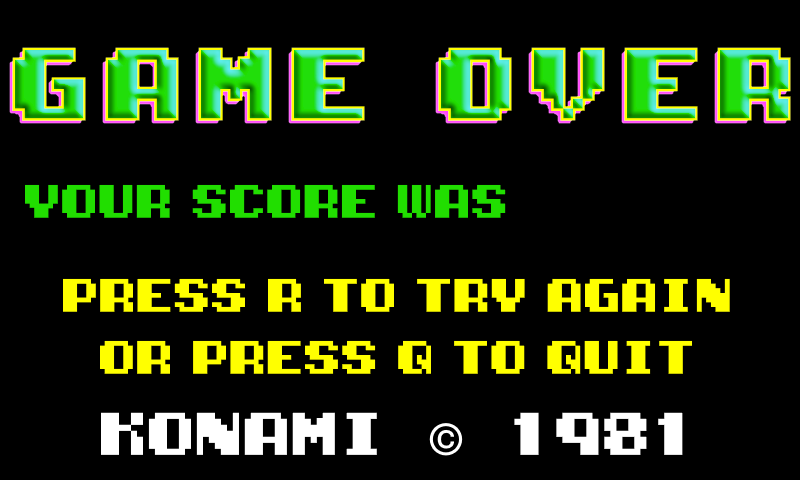 GAME OVER
YOUR SCORE WAS
PRESS R TO TRY AGAIN
OR PRESS Q TO QUIT
KONAMI © 1981